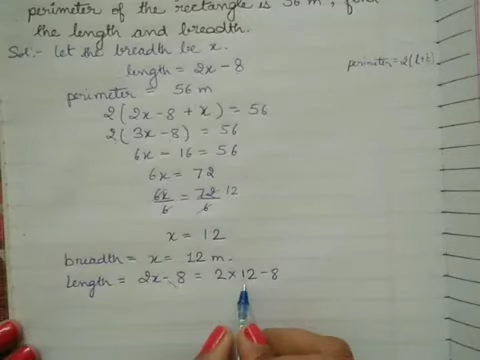 perimeter of the rectangle is 56 m,
the length and breadth.
Sol:- Let the breadth be x.
length = 2x - 8
perimeter = 2(l+b)
perimeter = 56 m
2(2x - 8 + x) = 56
2(3x - 8) = 56
6x - 16 = 56
6x = 72
6x/6 = 72/6 12
x = 12
breadth = x = 12 m.
length = 2x - 8 = 2 × 12 - 8